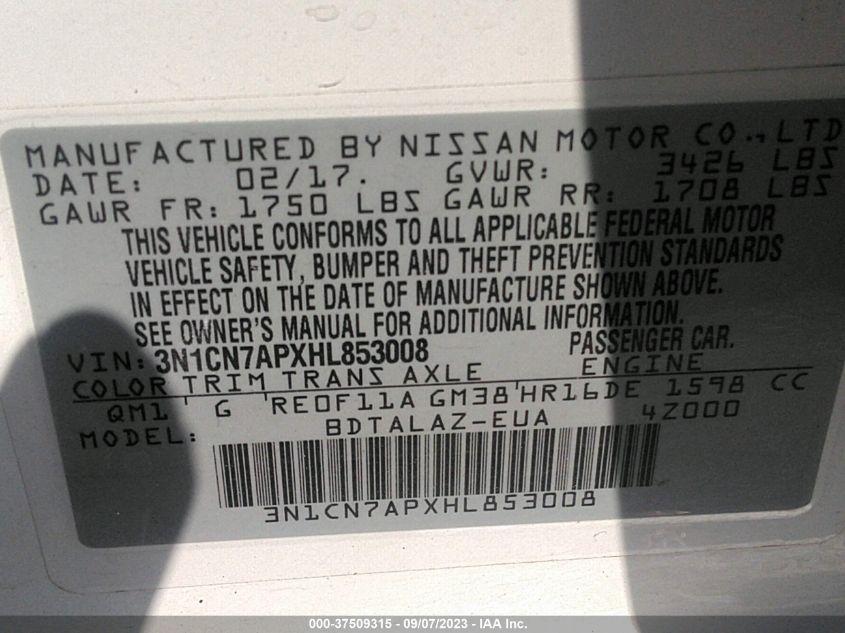 MANUFACTURED BY NISSAN MOTOR CO., LTD
DATE: 02/17. GVWR: 3426 LBS
GAWR FR: 1750 LBS GAWR RR: 1708 LBS
THIS VEHICLE CONFORMS TO ALL APPLICABLE FEDERAL MOTOR
VEHICLE SAFETY, BUMPER AND THEFT PREVENTION STANDARDS
IN EFFECT ON THE DATE OF MANUFACTURE SHOWN ABOVE.
SEE OWNER'S MANUAL FOR ADDITIONAL INFORMATION.
VIN: 3N1CN7APXHL853008 PASSENGER CAR.
COLOR TRIM TRANS AXLE ENGINE
QM1 G RE0F11A GM38 HR16DE 1598 CC
MODEL: BDTALAZ-EUA 4Z000
3N1CN7APXHL853008
000-37509315 - 09/07/2023 - IAA Inc.